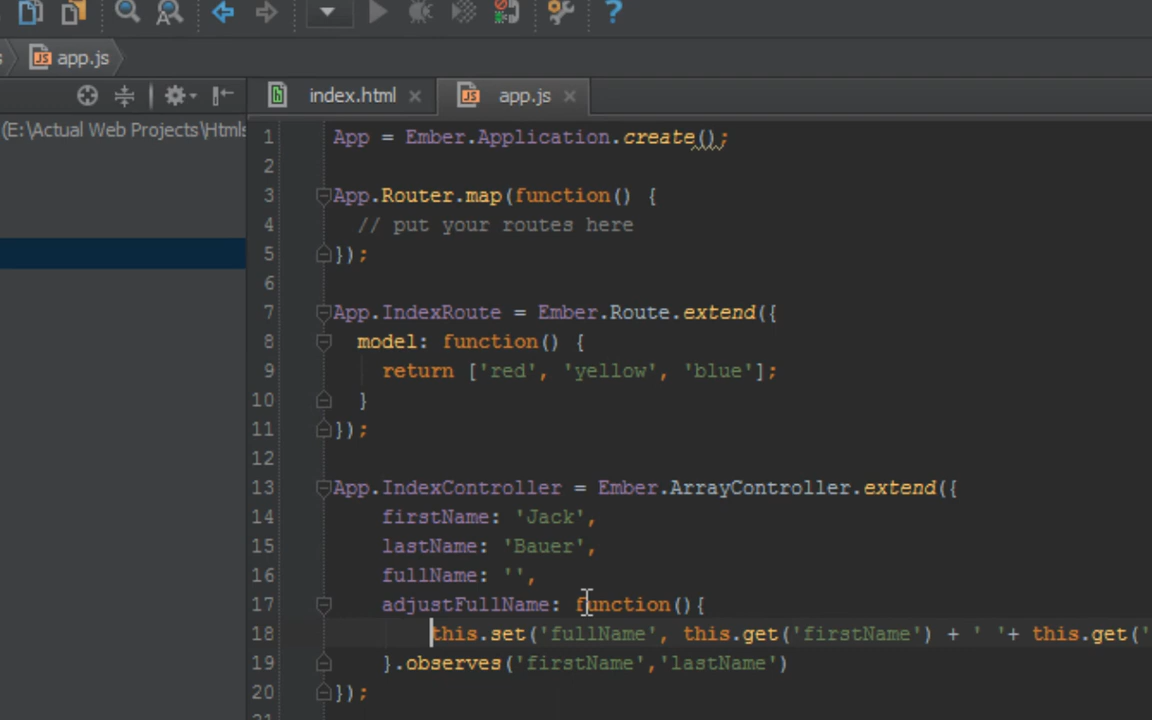 app.js
index.html
app.js
(E:\Actual Web Projects\Htmls
1 App = Ember.Application.create();
2
3 App.Router.map(function() {
4 // put your routes here
5 });
6
7 App.IndexRoute = Ember.Route.extend({
8 model: function() {
9 return ['red', 'yellow', 'blue'];
10 }
11 });
12
13 App.IndexController = Ember.ArrayController.extend({
14 firstName: 'Jack',
15 lastName: 'Bauer',
16 fullName: '',
17 adjustFullName: function(){
18 this.set('fullName', this.get('firstName') + ' '+ this.get('
19 }.observes('firstName','lastName')
20 });